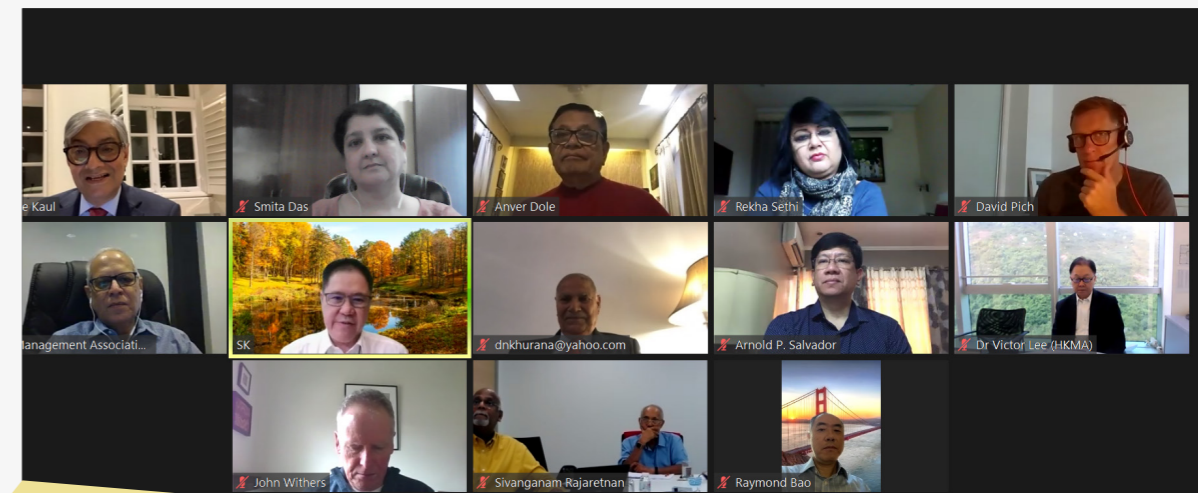 e Kaul
Smita Das
Anver Dole
Rekha Sethi
David Pich
Management Associati...
SK
dnkhurana@yahoo.com
Arnold P. Salvador
Dr Victor Lee (HKMA)
John Withers
Sivanganam Rajaretnan
Raymond Bao